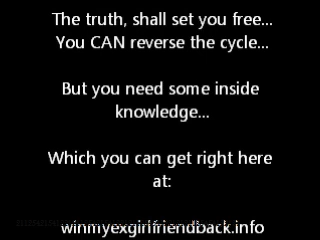 The truth, shall set you free...
You CAN reverse the cycle...
But you need some inside
knowledge...
Which you can get right here
at:
winmyexgirlfriendback.info